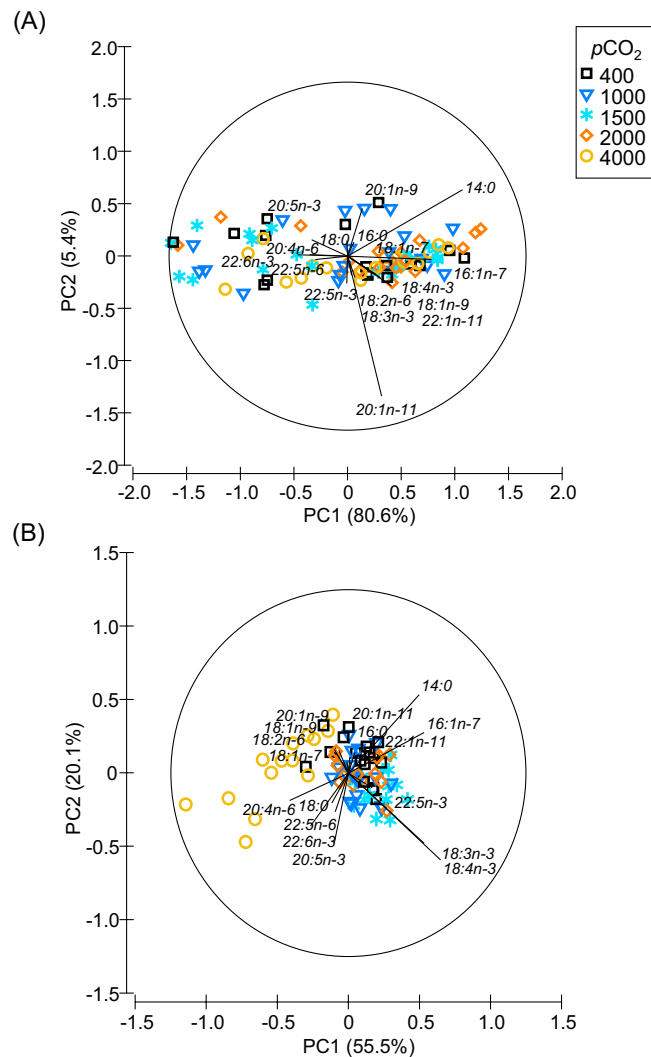 (A)
pCO2
400
1000
1500
2000
4000
2.0
1.5
1.0
0.5
0
-0.5
-1.0
-1.5
-2.0
PC2 (5.4%)
20:1n-9
14:0
20:5n-3
18:0
16:0
18:1n-7
20:4n-6
22:6n-3
22:5n-6
16:1n-7
22:5n-3
18:4n-3
18:2n-6
18:1n-9
18:3n-3
22:1n-11
20:1n-11
-2.0 -1.5 -1.0 -0.5 0 0.5 1.0 1.5 2.0
PC1 (80.6%)
(B)
1.5
1.0
0.5
0
-0.5
-1.0
-1.5
PC2 (20.1%)
14:0
20:1n-9
20:1n-11
18:1n-9
16:0
16:1n-7
18:2n-6
22:1n-11
18:1n-7
20:4n-6
18:0
22:5n-3
22:5n-6
22:6n-3
20:5n-3
18:3n-3
18:4n-3
-1.5 -1.0 -0.5 0 0.5 1.0 1.5
PC1 (55.5%)